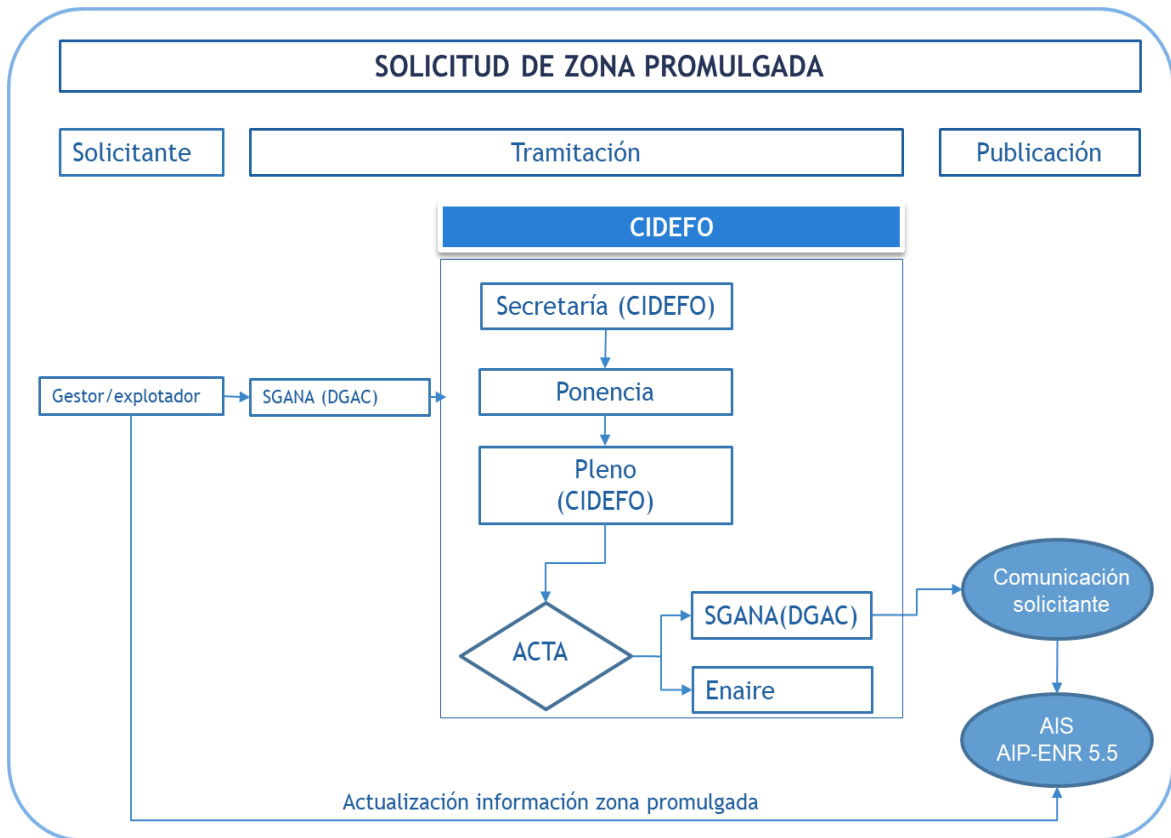 SOLICITUD DE ZONA PROMULGADA
Solicitante
Tramitación
Publicación
CIDEFO
Secretaría (CIDEFO)
Gestor/explotador
SGANA (DGAC)
Ponencia
Pleno
(CIDEFO)
Comunicación
solicitante
SGANA(DGAC)
ACTA
Enaire
AIS
AIP-ENR 5.5
Actualización información zona promulgada